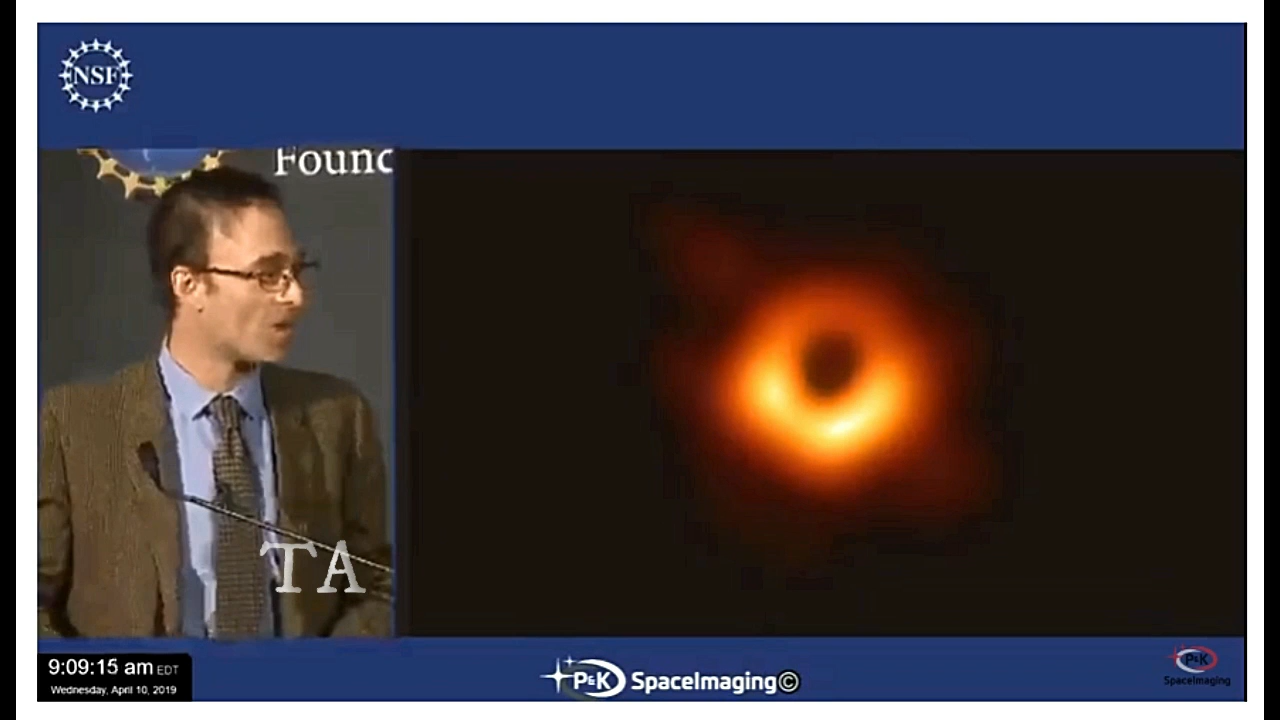 NSF
Founc
TA
9:09:15 am EDT
Wednesday, April 10, 2019
P&K SpaceImaging©
P&K
SpaceImaging